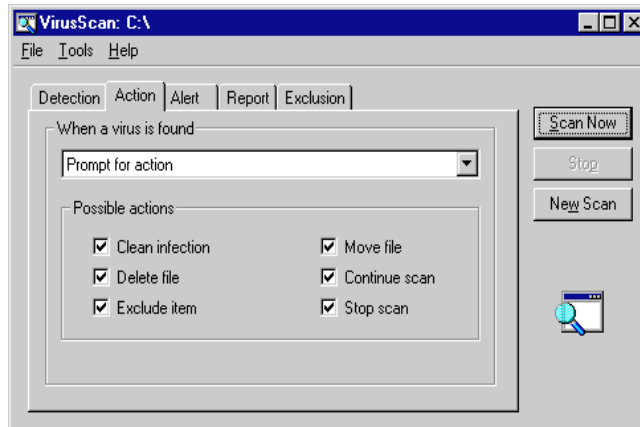 VirusScan: C:\
File Tools Help
Detection Action Alert Report Exclusion
When a virus is found
Prompt for action
Possible actions
Clean infection Move file
Delete file Continue scan
Exclude item Stop scan
Scan Now
Stop
New Scan